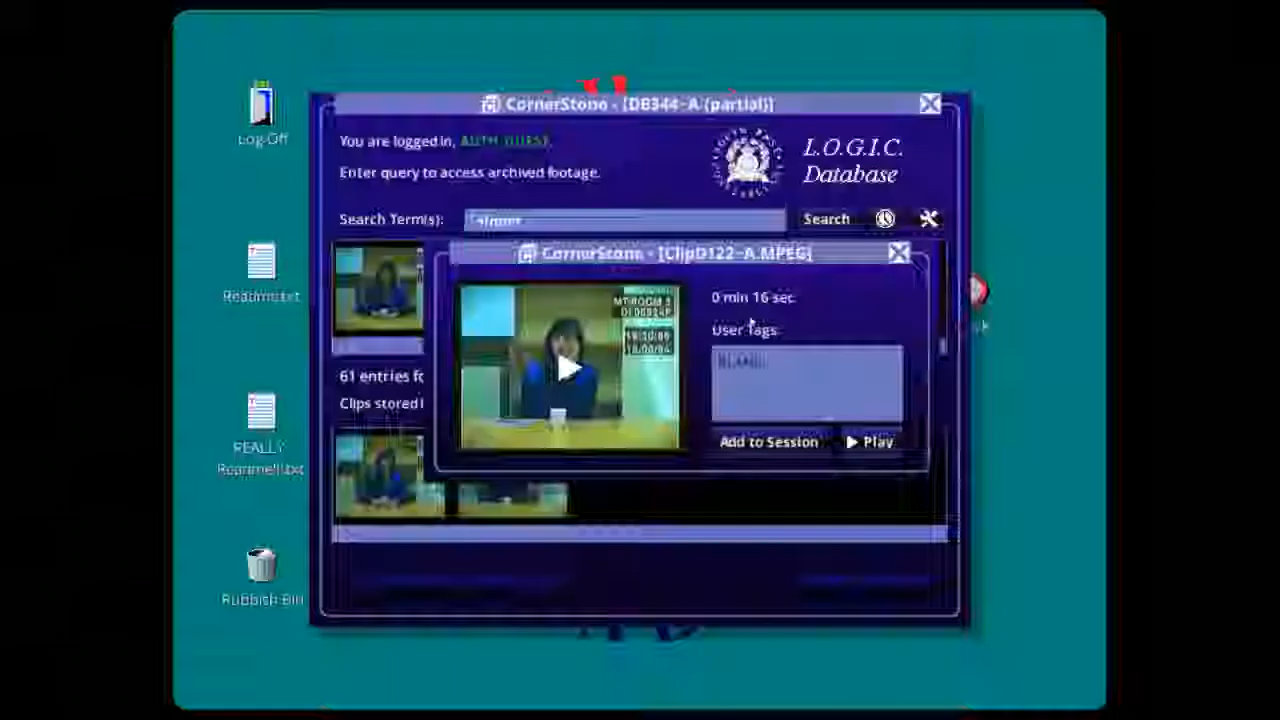 CornerStone - [DB344-A (partial)]
You are logged in,
L.O.G.I.C.
Database
Enter query to access archived footage.
Search Term(s):
Search
CornerStone - [ClipD122-A.MPEG]
0 min 16 sec
User Tags:
61 entries fo
Clips stored
Add to Session
Play
Log-Off
Readme.txt
REALLY
Rubbish Bin